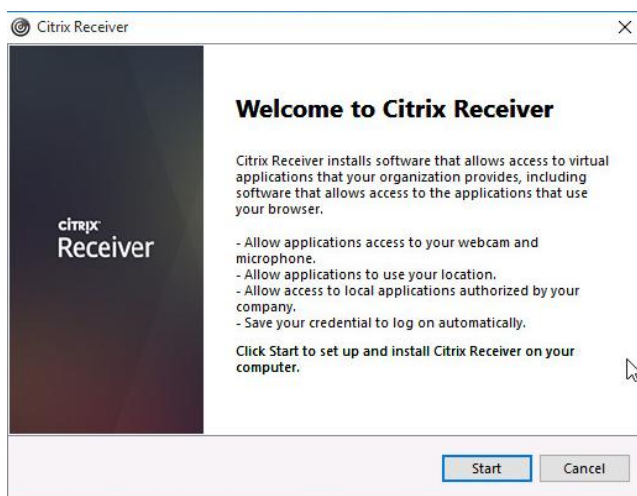 Citrix Receiver
Welcome to Citrix Receiver
Citrix Receiver installs software that allows access to virtual
applications that your organization provides, including
software that allows access to the applications that use
your browser.
- Allow applications access to your webcam and
microphone.
- Allow applications to use your location.
- Allow access to local applications authorized by your
company.
- Save your credential to log on automatically.
Click Start to set up and install Citrix Receiver on your
computer.
CITRIX
Receiver
Start Cancel